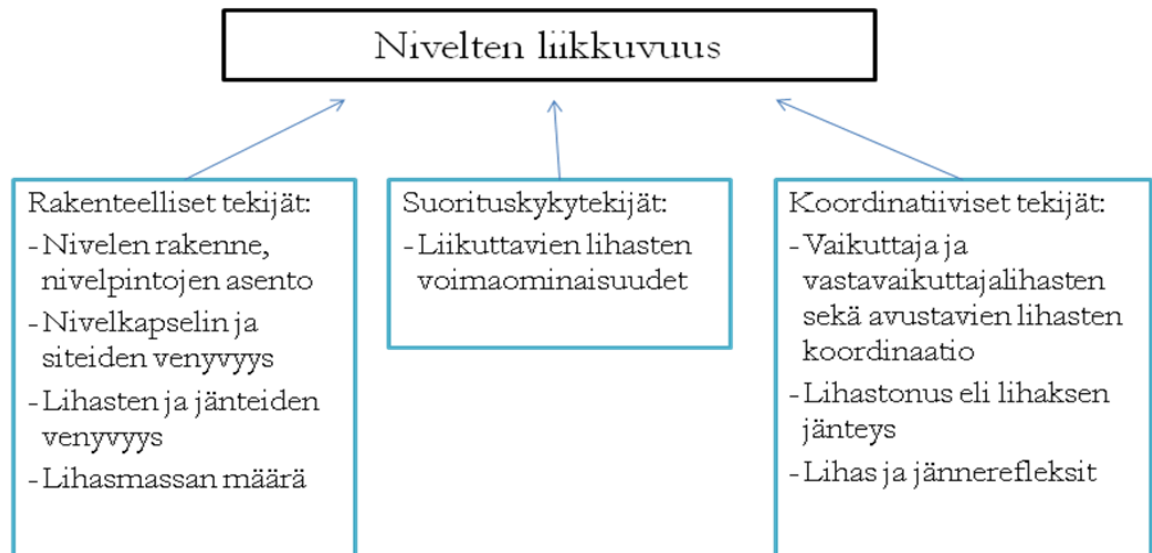 Nivelten liikkuvuus
Rakenteelliset tekijät:
- Nivelen rakenne,
nivelpintojen asento
- Nivelkapselin ja
siteiden venyvyys
- Lihasten ja jänteiden
venyvyys
- Lihasmassan määrä
Suorituskykytekijät:
- Liikuttavien lihasten
voimaominaisuudet
Koordinatiiviset tekijät:
- Vaikuttaja ja
vastavaikuttajalihasten
sekä avustavien lihasten
koordinaatio
- Lihastonus eli lihaksen
jänteys
- Lihas ja jännerefleksit